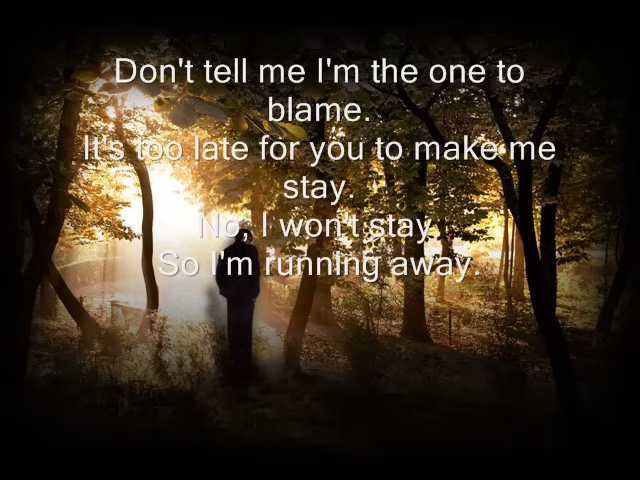 Don't tell me I'm the one to
blame.
It's too late for you to make me
stay.
No, I won't stay
So I'm running away.